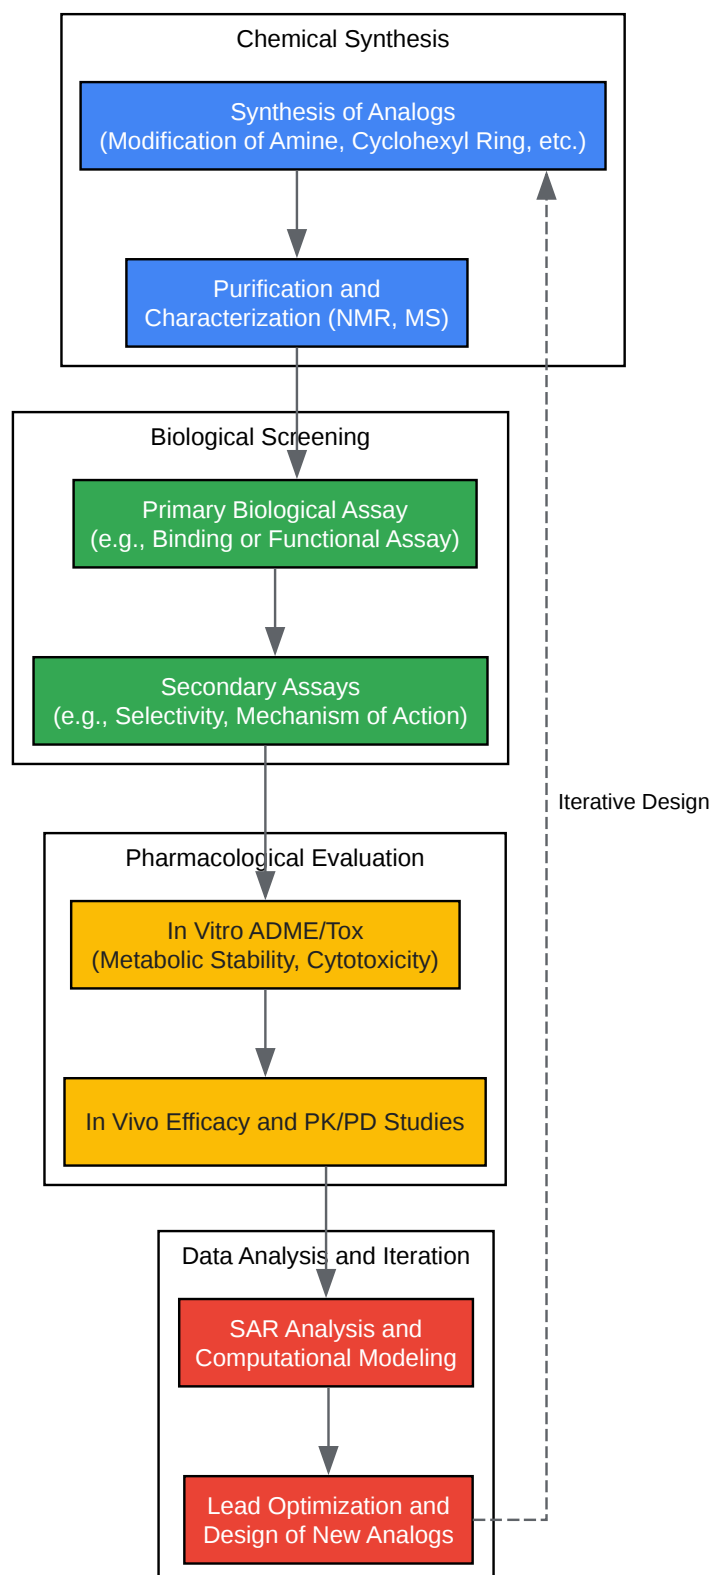 Chemical Synthesis
Synthesis of Analogs
(Modification of Amine, Cyclohexyl Ring, etc.)
Purification and
Characterization (NMR, MS)
Biological Screening
Primary Biological Assay
(e.g., Binding or Functional Assay)
Secondary Assays
(e.g., Selectivity, Mechanism of Action)
Iterative Design
Pharmacological Evaluation
In Vitro ADME/Tox
(Metabolic Stability, Cytotoxicity)
In Vivo Efficacy and PK/PD Studies
Data Analysis and Iteration
SAR Analysis and
Computational Modeling
Lead Optimization and
Design of New Analogs